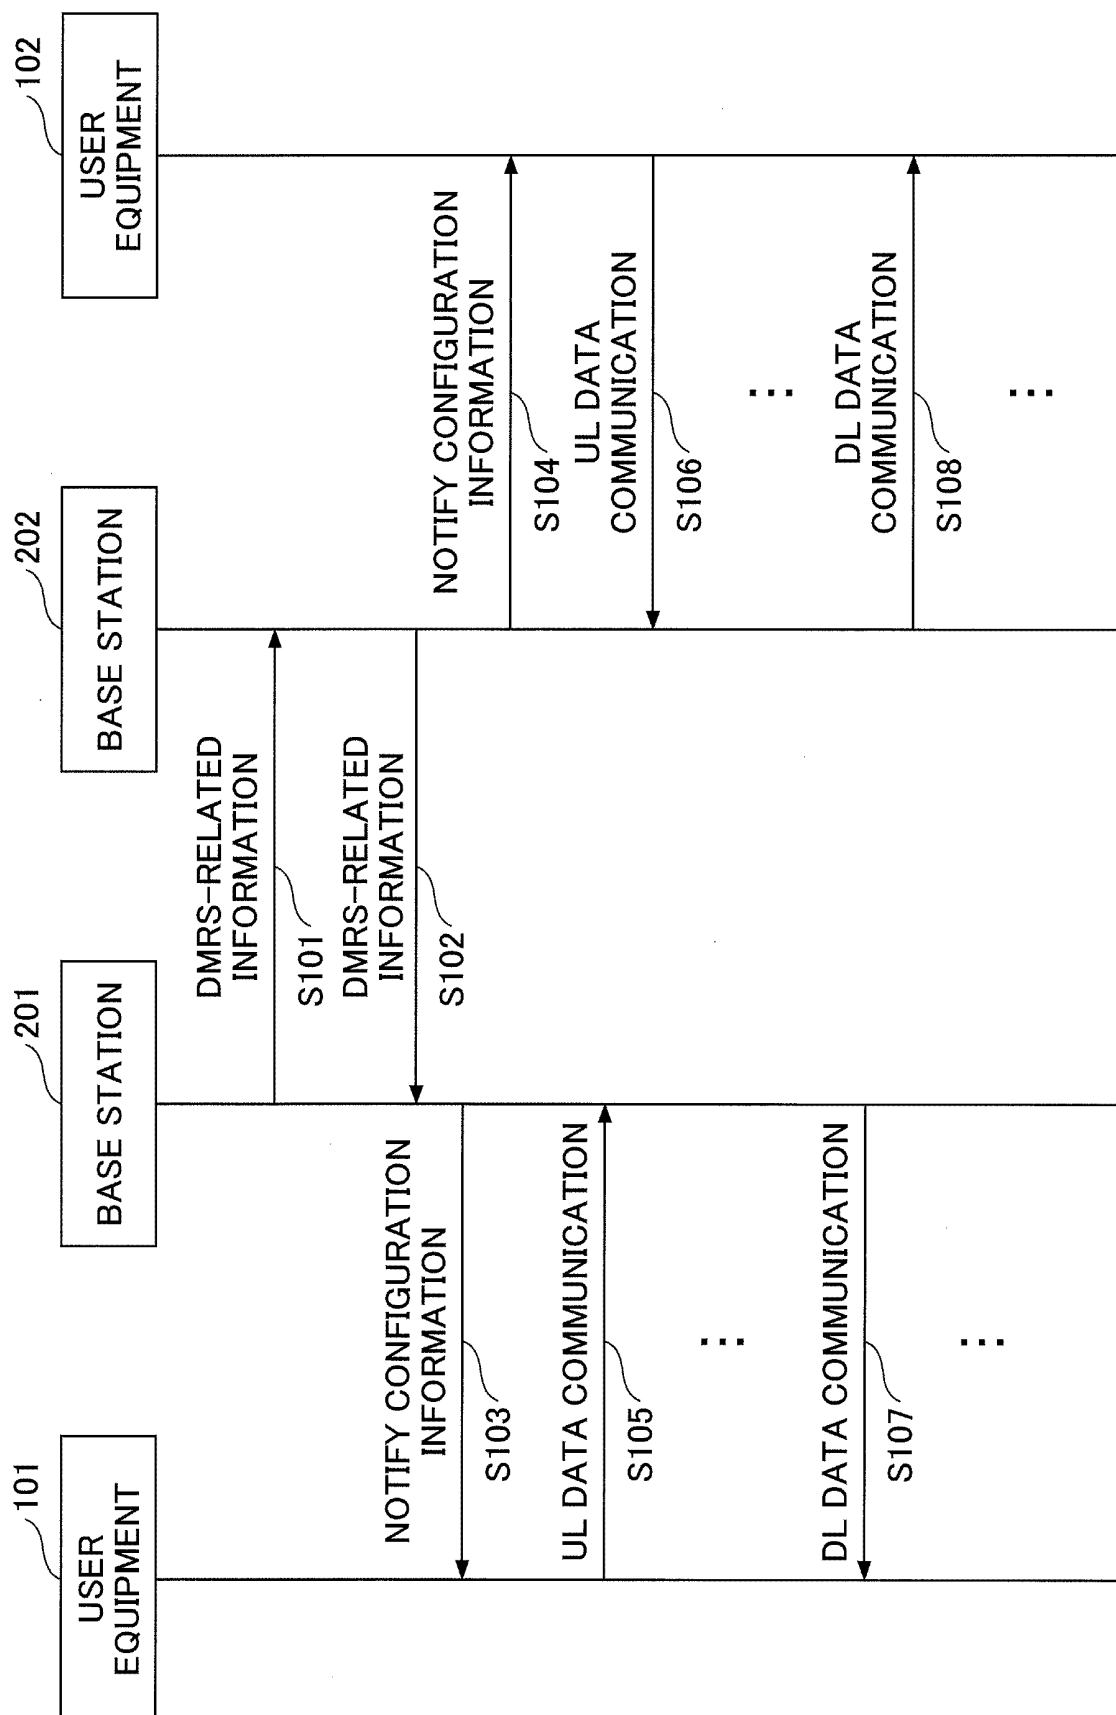 101
USER
EQUIPMENT
201
BASE STATION
202
BASE STATION
102
USER
EQUIPMENT
DMRS-RELATED
INFORMATION
S101
DMRS-RELATED
INFORMATION
S102
NOTIFY CONFIGURATION
INFORMATION
S103
NOTIFY CONFIGURATION
INFORMATION
S104
UL DATA COMMUNICATION
S105
UL DATA
COMMUNICATION
S106
...
...
DL DATA COMMUNICATION
S107
DL DATA
COMMUNICATION
S108
...
...